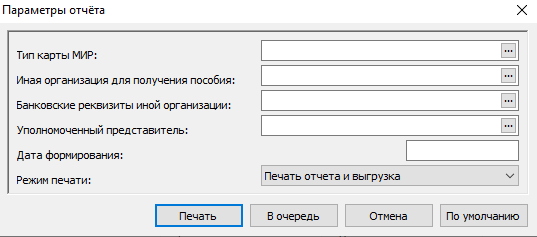 Параметры отчёта
Тип карты МИР:
Иная организация для получения пособия:
Банковские реквизиты иной организации:
Уполномоченный представитель:
Дата формирования:
Режим печати: Печать отчета и выгрузка
Печать В очередь Отмена По умолчанию